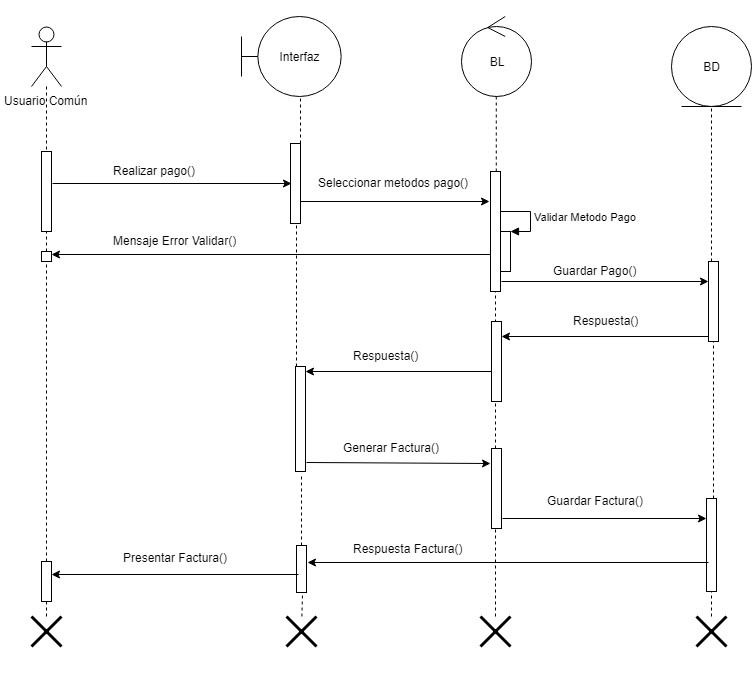 Interfaz
BL
BD
Usuario Común
Realizar pago()
Seleccionar metodos pago()
Validar Metodo Pago
Mensaje Error Validar()
Guardar Pago()
Respuesta()
Respuesta()
Generar Factura()
Guardar Factura()
Respuesta Factura()
Presentar Factura()